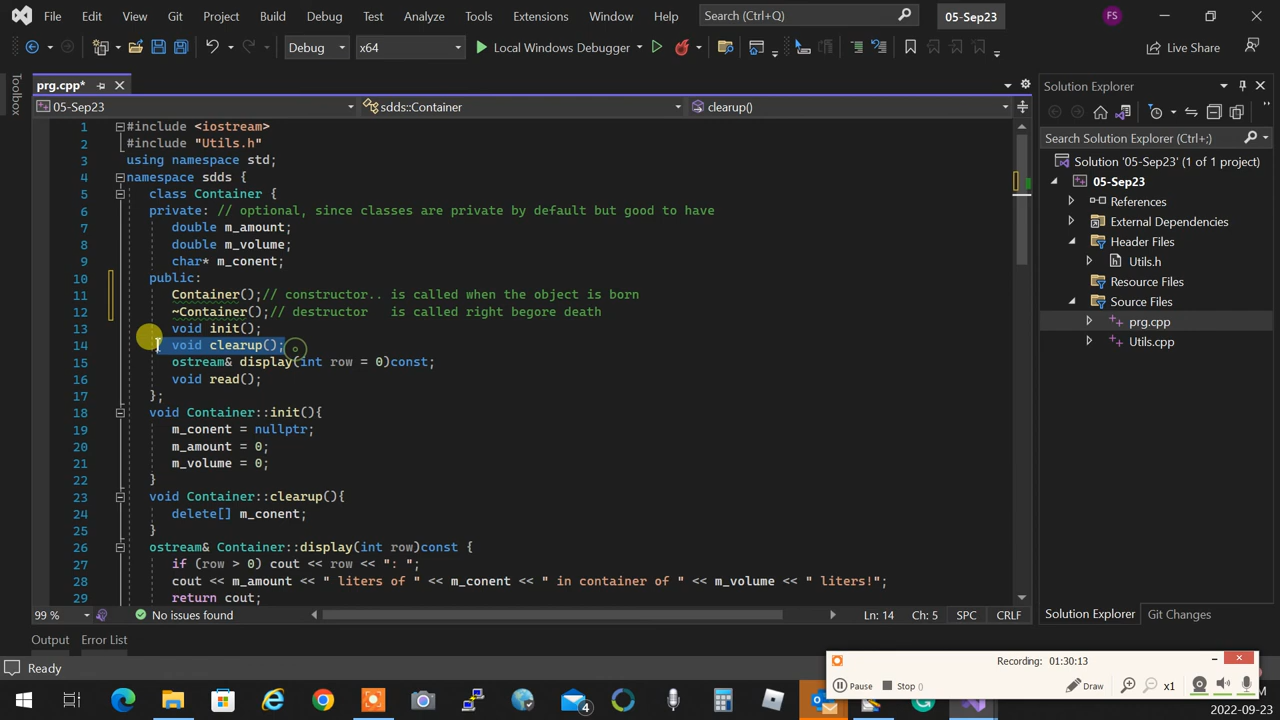 File Edit View Git Project Build Debug Test Analyze Tools Extensions Window Help Search (Ctrl+Q) 05-Sep23 FS
Debug x64 Local Windows Debugger Live Share
Toolbox
prg.cpp*
05-Sep23 sdds::Container clearup()
1 #include <iostream>
2 #include "Utils.h"
3 using namespace std;
4 namespace sdds {
5 class Container {
6 private: // optional, since classes are private by default but good to have
7 double m_amount;
8 double m_volume;
9 char* m_conent;
10 public:
11 Container();// constructor.. is called when the object is born
12 ~Container();// destructor is called right begore death
13 void init();
14 void clearup();
15 ostream& display(int row = 0)const;
16 void read();
17 };
18 void Container::init(){
19 m_conent = nullptr;
20 m_amount = 0;
21 m_volume = 0;
22 }
23 void Container::clearup(){
24 delete[] m_conent;
25 }
26 ostream& Container::display(int row)const {
27 if (row > 0) cout << row << ": ";
28 cout << m_amount << " liters of " << m_conent << " in container of " << m_volume << " liters!";
29 return cout;
99 % No issues found Ln: 14 Ch: 5 SPC CRLF
Output Error List
Ready
Solution Explorer
Search Solution Explorer (Ctrl+;)
Solution '05-Sep23' (1 of 1 project)
05-Sep23
References
External Dependencies
Header Files
Utils.h
Resource Files
Source Files
prg.cpp
Utils.cpp
Solution Explorer Git Changes
Recording: 01:30:13
Pause Stop () Draw x1
4
2022-09-23